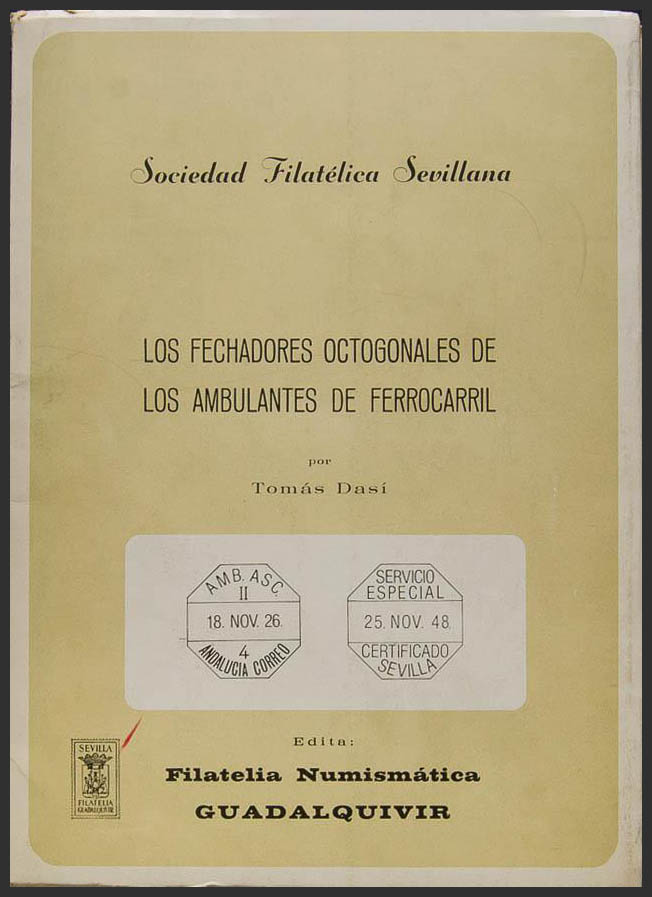 Sociedad Filatélica Sevillana
LOS FECHADORES OCTOGONALES DE
LOS AMBULANTES DE FERROCARRIL
por
Tomás Dasí
AMB. ASC.
II
18. NOV. 26.
4
ANDALUCIA CORREO
SERVICIO
ESPECIAL
25. NOV. 48.
CERTIFICADO
SEVILLA
Edita:
Filatelia Numismática
GUADALQUIVIR
SEVILLA
FILATELIA
GUADALQUIVIR